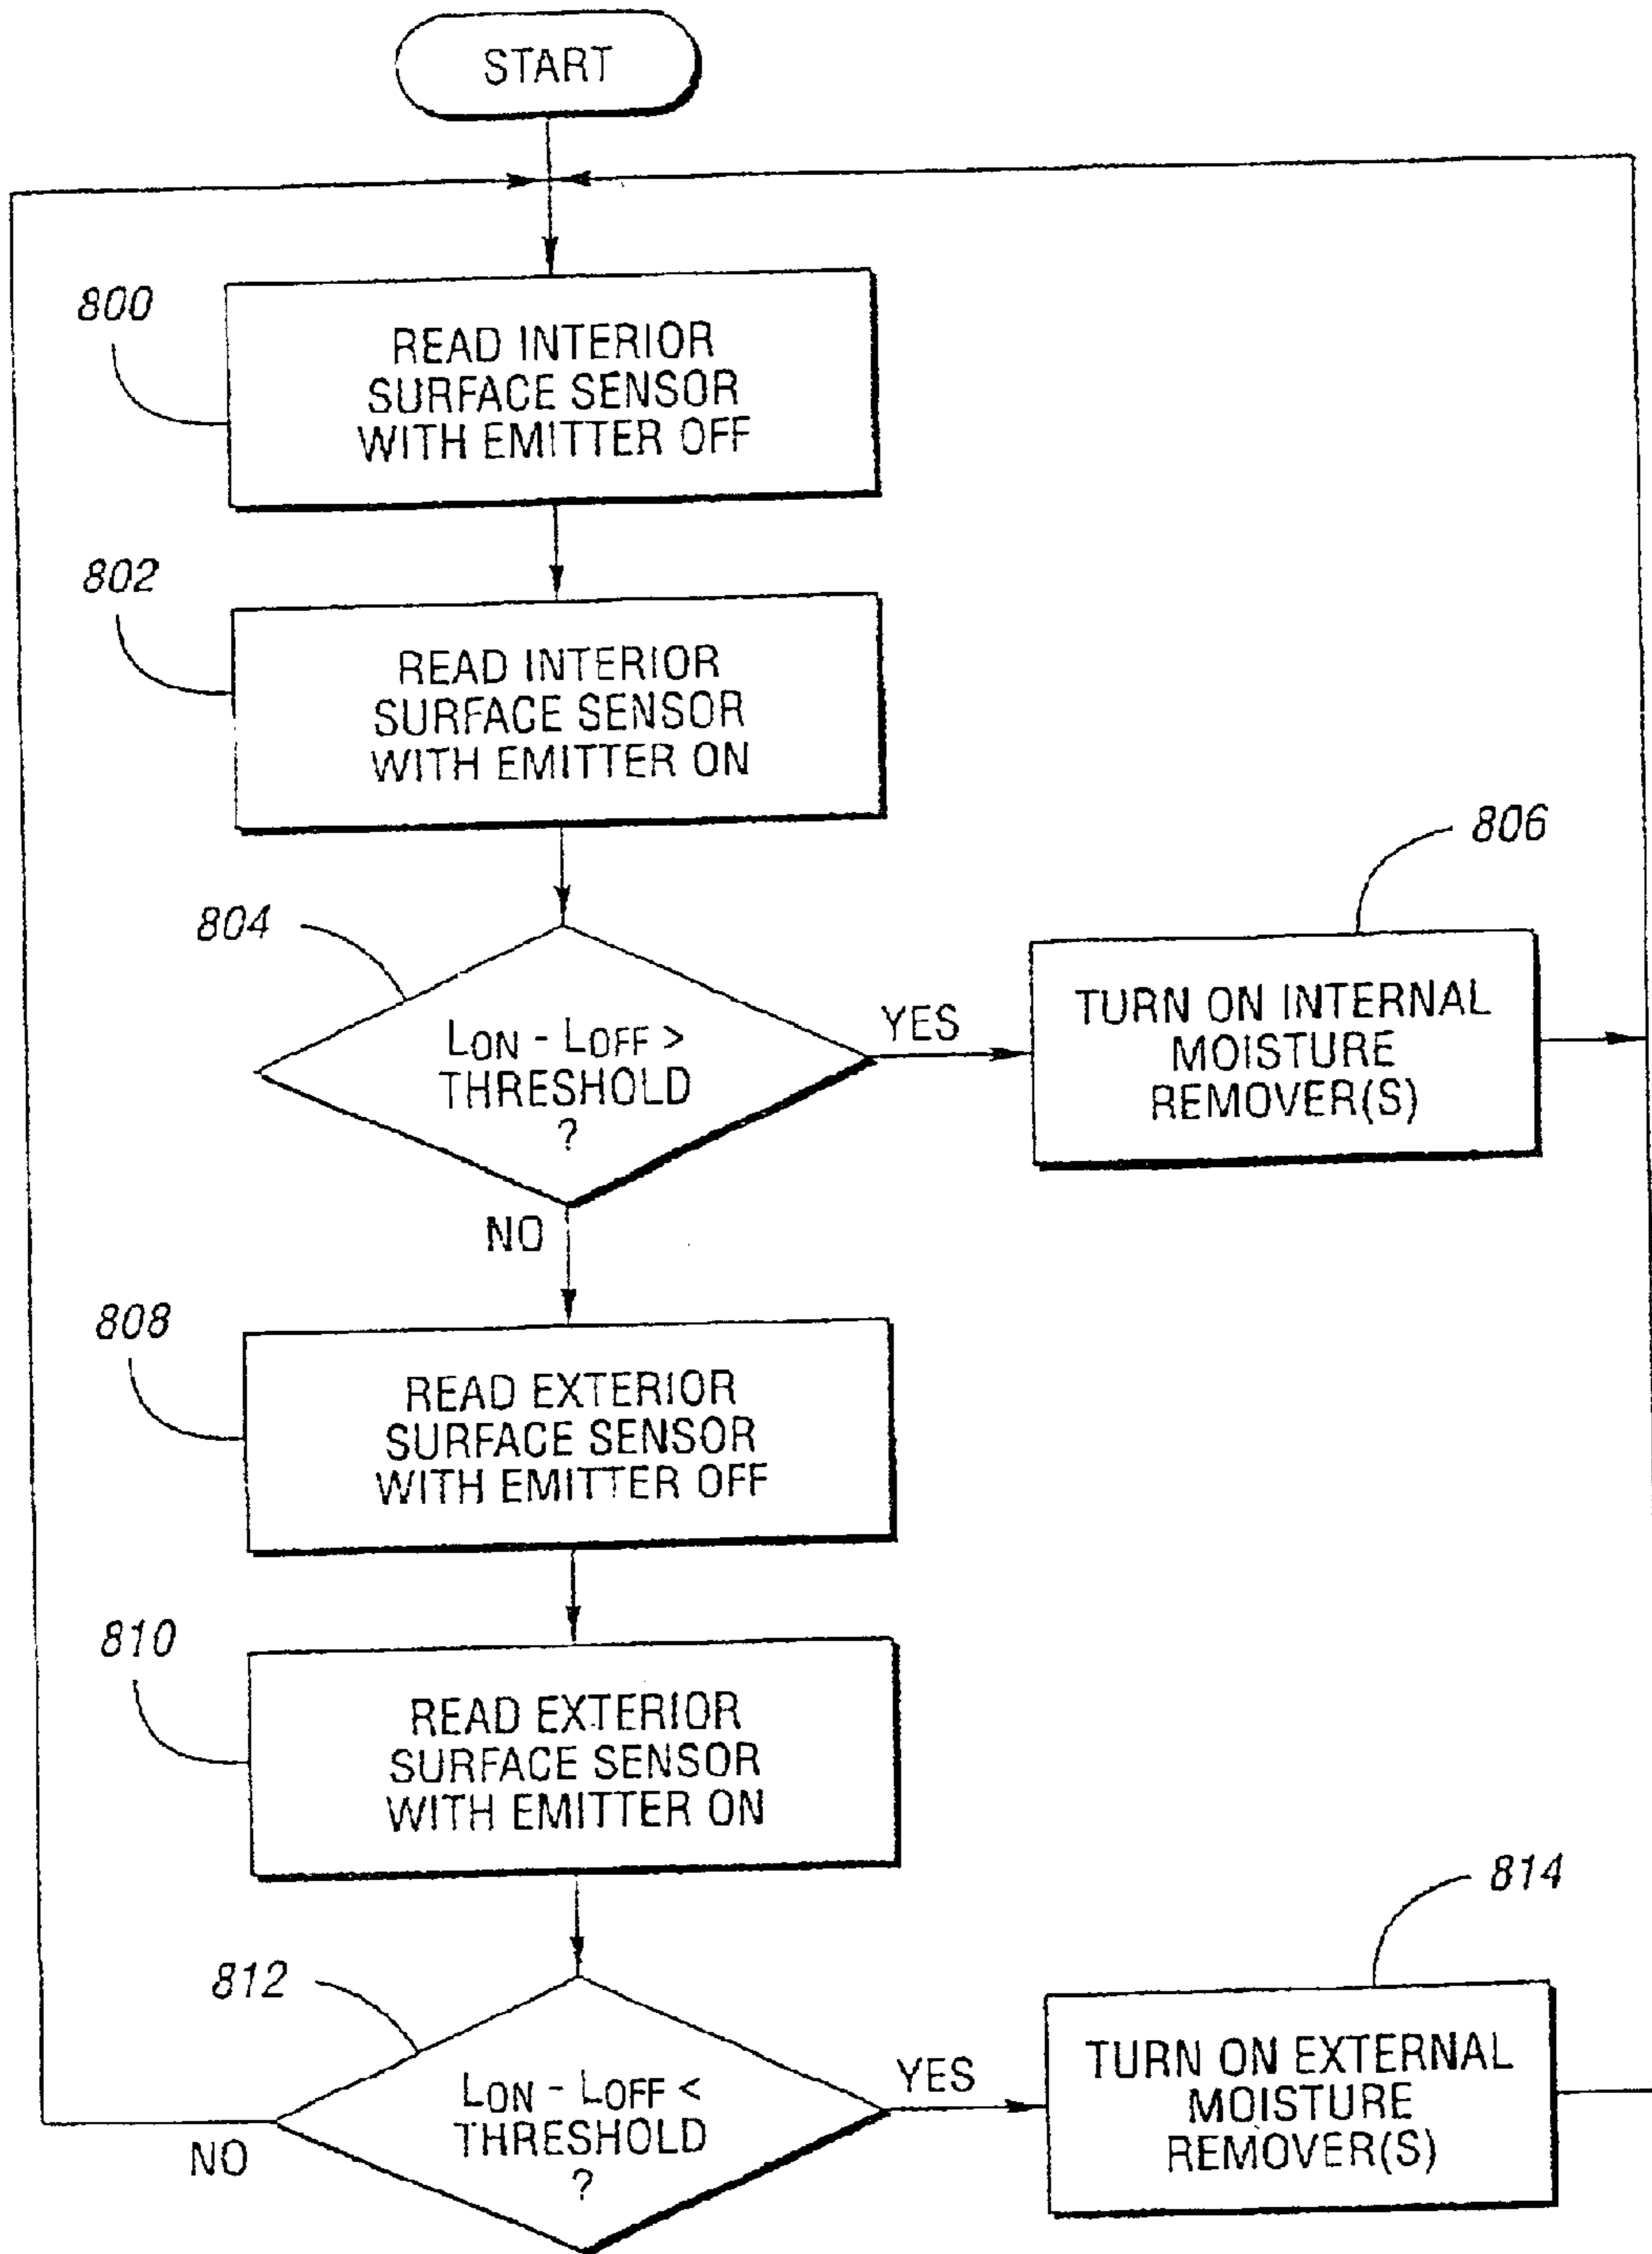 START
800
READ INTERIOR
SURFACE SENSOR
WITH EMITTER OFF
802
READ INTERIOR
SURFACE SENSOR
WITH EMITTER ON
804
LON - LOFF >
THRESHOLD
?
YES
806
TURN ON INTERNAL
MOISTURE
REMOVER(S)
NO
808
READ EXTERIOR
SURFACE SENSOR
WITH EMITTER OFF
810
READ EXTERIOR
SURFACE SENSOR
WITH EMITTER ON
812
LON - LOFF <
THRESHOLD
?
YES
814
TURN ON EXTERNAL
MOISTURE
REMOVER(S)
NO